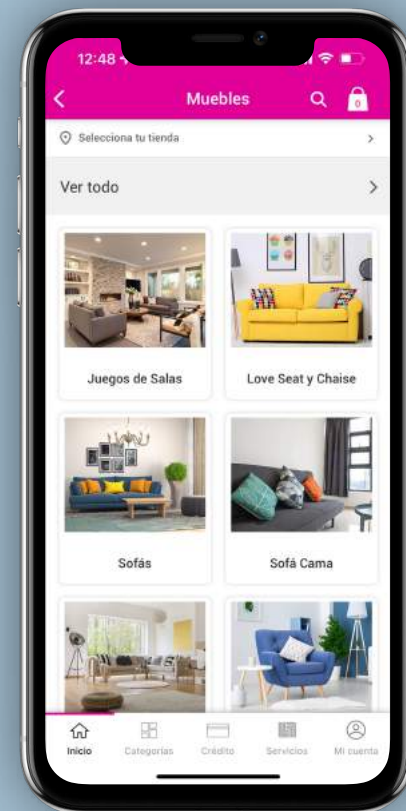 12:48
Muebles
0
Selecciona tu tienda
Ver todo
Juegos de Salas
Love Seat y Chaise
Sofás
Sofá Cama
Inicio
Categorías
Crédito
Servicios
Mi cuenta